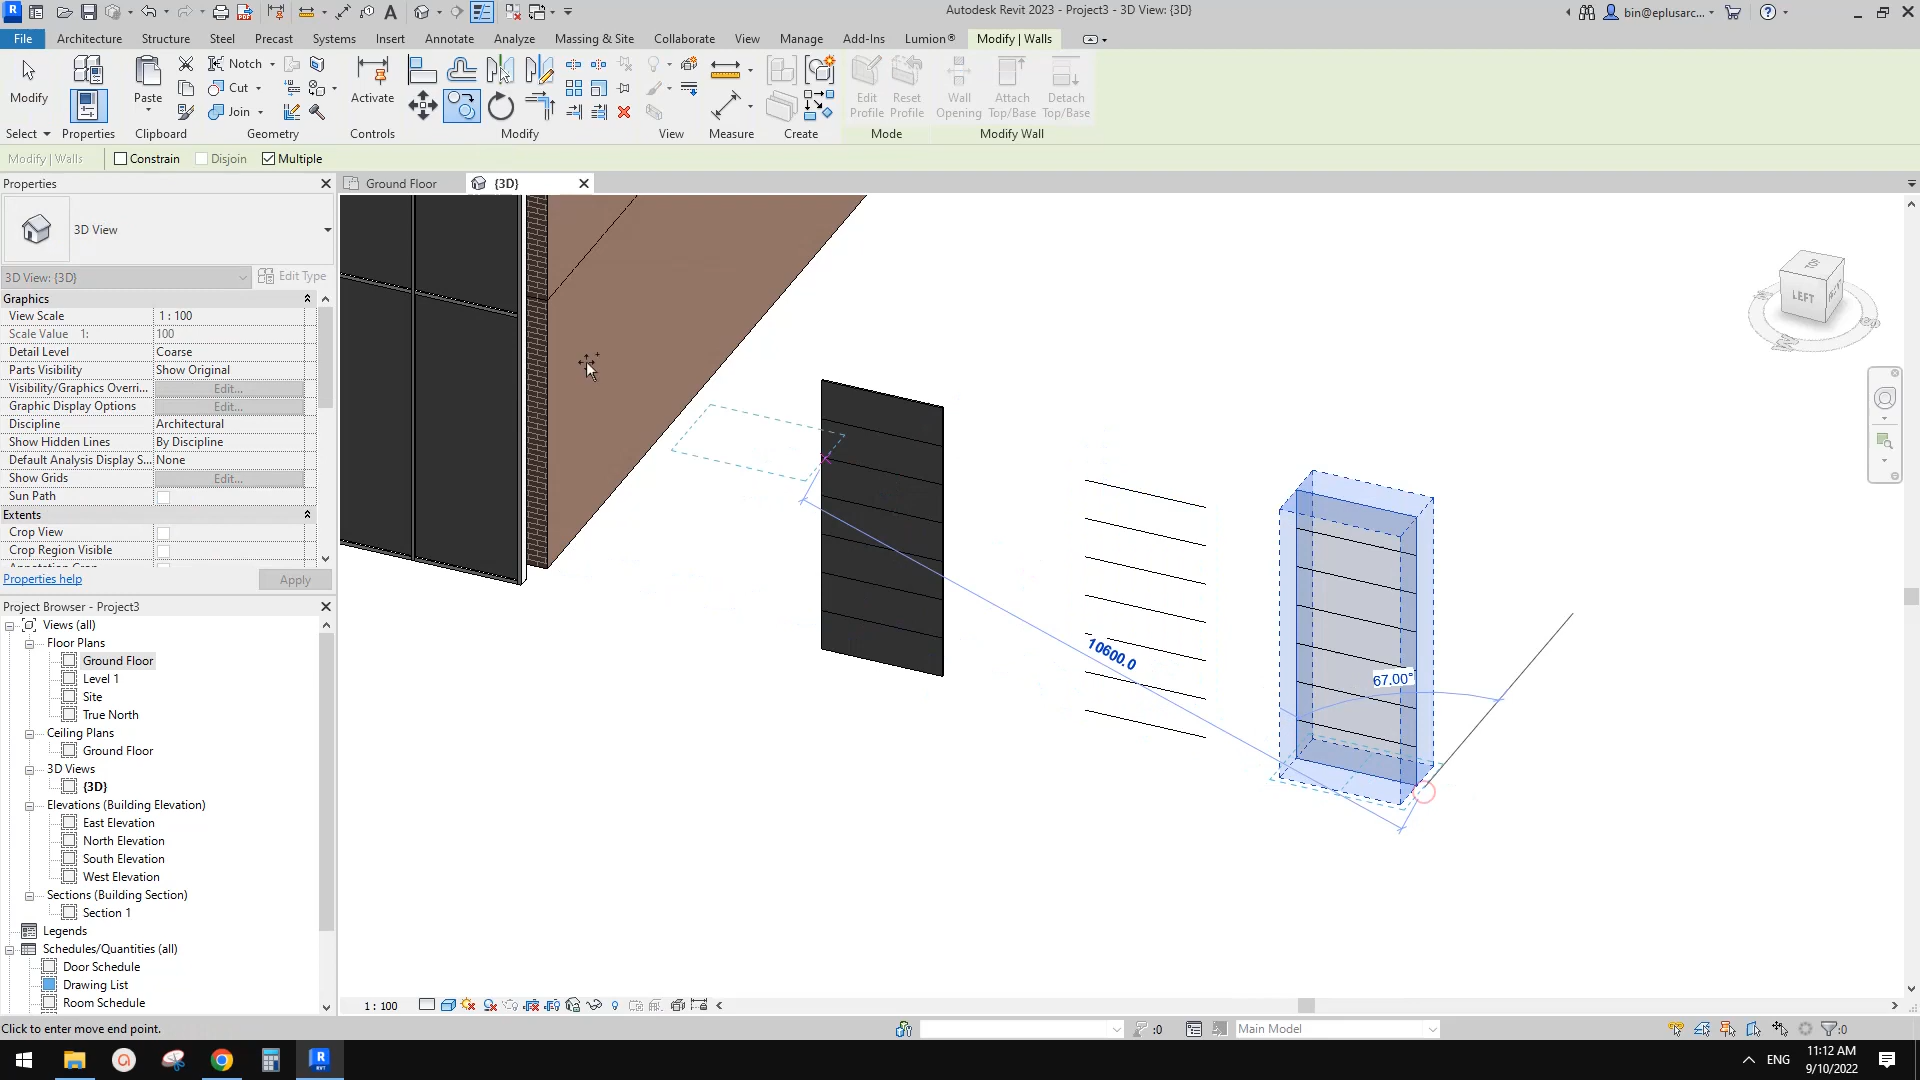 Autodesk Revit 2023 - Project3 - 3D View: {3D}
bin@eplusarc...
File Architecture Structure Steel Precast Systems Insert Annotate Analyze Massing & Site Collaborate View Manage Add-Ins Lumion® Modify | Walls
Modify
Paste
Notch
Cut
Join
Activate
Edit Profile
Reset Profile
Wall Opening
Attach Top/Base
Detach Top/Base
Select Properties Clipboard Geometry Controls Modify View Measure Create Mode Modify Wall
Modify | Walls Constrain Disjoin Multiple
Properties
Ground Floor
{3D}
3D View
3D View: {3D}
Edit Type
Graphics
View Scale 1 : 100
Scale Value 1: 100
Detail Level Coarse
Parts Visibility Show Original
Visibility/Graphics Overri... Edit...
Graphic Display Options Edit...
Discipline Architectural
Show Hidden Lines By Discipline
Default Analysis Display S... None
Show Grids Edit...
Sun Path
Extents
Crop View
Crop Region Visible
Properties help
Apply
TOP
LEFT
10600.0
67.00°
Project Browser - Project3
Views (all)
Floor Plans
Ground Floor
Level 1
Site
True North
Ceiling Plans
Ground Floor
3D Views
{3D}
Elevations (Building Elevation)
East Elevation
North Elevation
South Elevation
West Elevation
Sections (Building Section)
Section 1
Legends
Schedules/Quantities (all)
Door Schedule
Drawing List
Room Schedule
1 : 100
Click to enter move end point.
:0
Main Model
:0
ENG
11:12 AM
9/10/2022